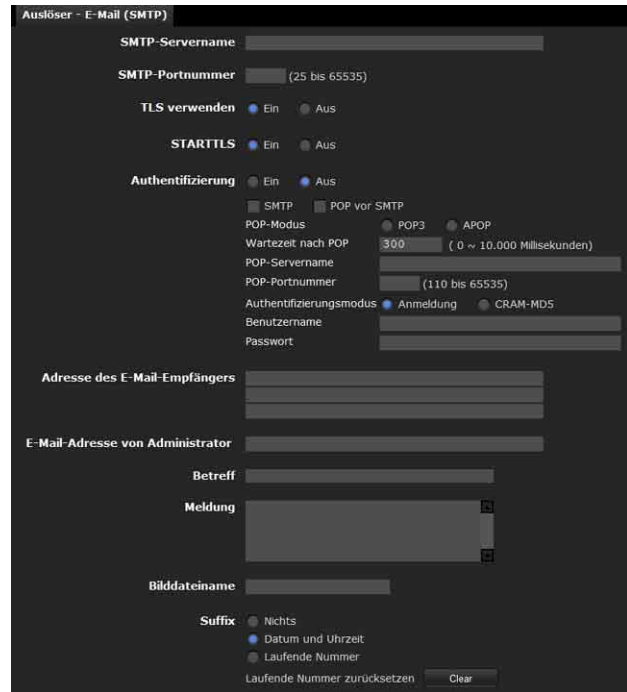 Auslöser - E-Mail (SMTP)
SMTP-Servername
SMTP-Portnummer (25 bis 65535)
TLS verwenden Ein Aus
STARTTLS Ein Aus
Authentifizierung Ein Aus
SMTP POP vor SMTP
POP-Modus POP3 APOP
Wartezeit nach POP 300 ( 0 ~ 10.000 Millisekunden)
POP-Servername
POP-Portnummer (110 bis 65535)
Authentifizierungsmodus Anmeldung CRAM-MD5
Benutzername
Passwort
Adresse des E-Mail-Empfängers
E-Mail-Adresse von Administrator
Betreff
Meldung
Bilddateiname
Suffix Nichts
Datum und Uhrzeit
Laufende Nummer
Laufende Nummer zurücksetzen Clear